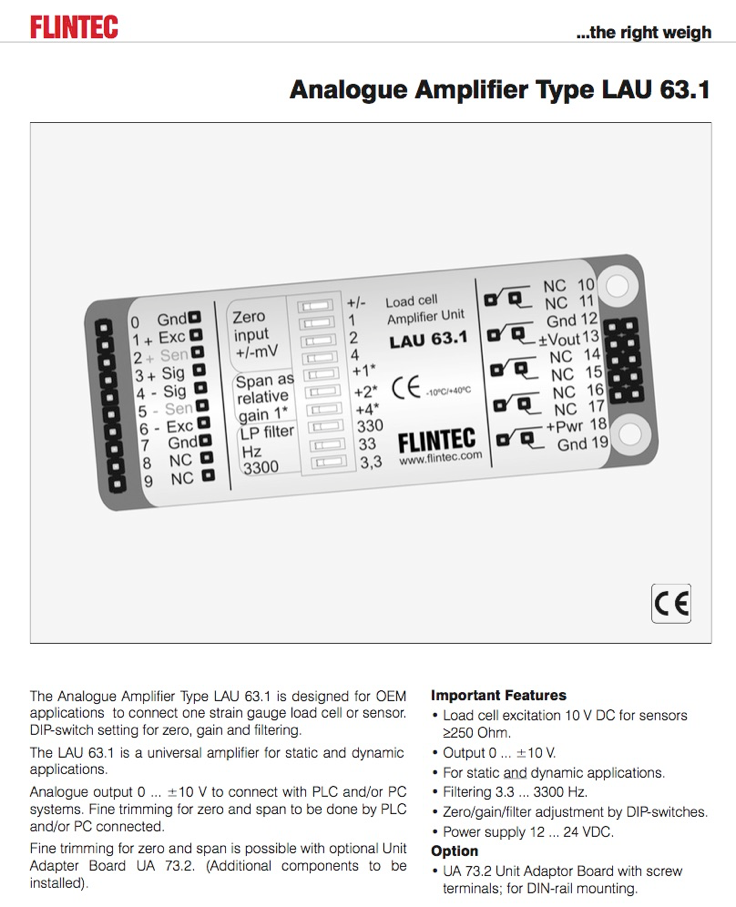 FLINTEC
...the right weigh
Analogue Amplifier Type LAU 63.1
0 Gnd
1 + Exc
2 + Sen
3 + Sig
4 - Sig
5 - Sen
6 - Exc
7 Gnd
8 NC
9 NC
Zero
input
+/-mV
Span as
relative
gain 1*
LP filter
Hz
3300
+/-
1
2
4
+1*
+2*
+4*
330
33
3,3
Load cell
Amplifier Unit
LAU 63.1
CE -10°C/+40°C
FLINTEC
www.flintec.com
NC 10
NC 11
Gnd 12
±Vout 13
NC 14
NC 15
NC 16
NC 17
+Pwr 18
Gnd 19
CE
The Analogue Amplifier Type LAU 63.1 is designed for OEM
applications to connect one strain gauge load cell or sensor.
DIP-switch setting for zero, gain and filtering.
The LAU 63.1 is a universal amplifier for static and dynamic
applications.
Analogue output 0 ... ±10 V to connect with PLC and/or PC
systems. Fine trimming for zero and span to be done by PLC
and/or PC connected.
Fine trimming for zero and span is possible with optional Unit
Adapter Board UA 73.2. (Additional components to be
installed).
Important Features
• Load cell excitation 10 V DC for sensors
≥250 Ohm.
• Output 0 ... ±10 V.
• For static and dynamic applications.
• Filtering 3.3 ... 3300 Hz.
• Zero/gain/filter adjustment by DIP-switches.
• Power supply 12 ... 24 VDC.
Option
• UA 73.2 Unit Adaptor Board with screw
terminals; for DIN-rail mounting.